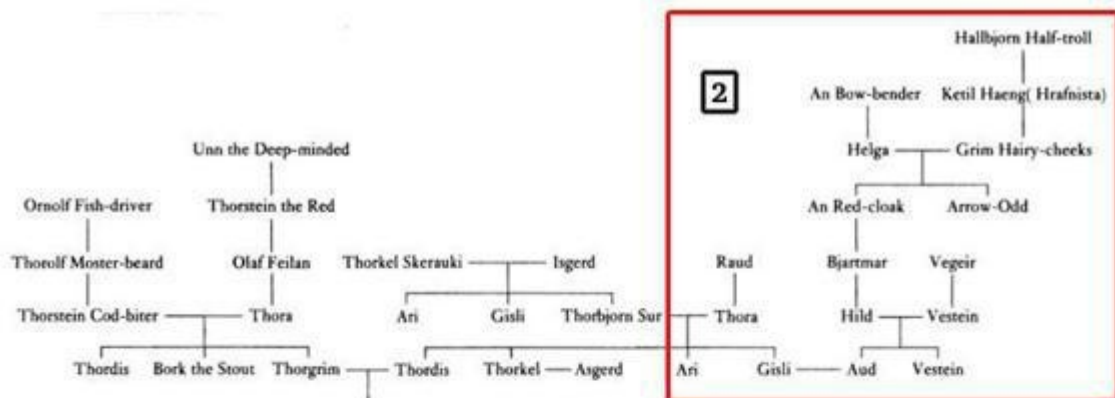 Hallbjorn Half-troll
2
An Bow-bender Ketil Haeng( Hrafnista)
Unn the Deep-minded Helga Grim Hairy-cheeks
Ornolf Fish-driver Thorstein the Red An Red-cloak Arrow-Odd
Thorolf Moster-beard Olaf Feilan Thorkel Skerauki Isgerd Raud Bjartmar Vegeir
Thorstein Cod-biter Thora Ari Gisli Thorbjorn Sur Thora Hild Vestein
Thordis Bork the Stout Thorgrim Thordis Thorkel Asgerd Ari Gisli Aud Vestein